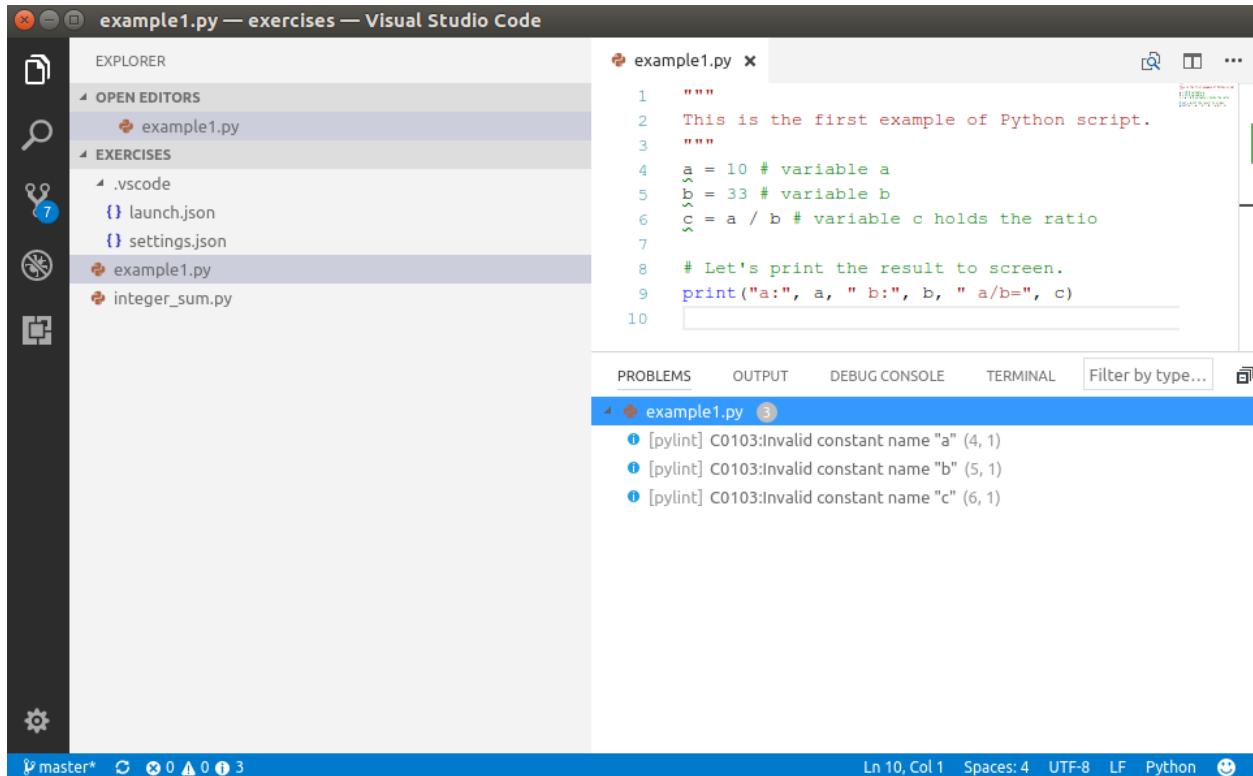 example1.py — exercises — Visual Studio Code
EXPLORER
OPEN EDITORS
example1.py
EXERCISES
.vscode
{} launch.json
{} settings.json
example1.py
integer_sum.py
7
example1.py ×
1 """
2 This is the first example of Python script.
3 """
4 a = 10 # variable a
5 b = 33 # variable b
6 c = a / b # variable c holds the ratio
7
8 # Let's print the result to screen.
9 print("a:", a, " b:", b, " a/b=", c)
10
PROBLEMS OUTPUT DEBUG CONSOLE TERMINAL Filter by type...
example1.py 3
[pylint] C0103:Invalid constant name "a" (4, 1)
[pylint] C0103:Invalid constant name "b" (5, 1)
[pylint] C0103:Invalid constant name "c" (6, 1)
master* 0 0 3 Ln 10, Col 1 Spaces: 4 UTF-8 LF Python